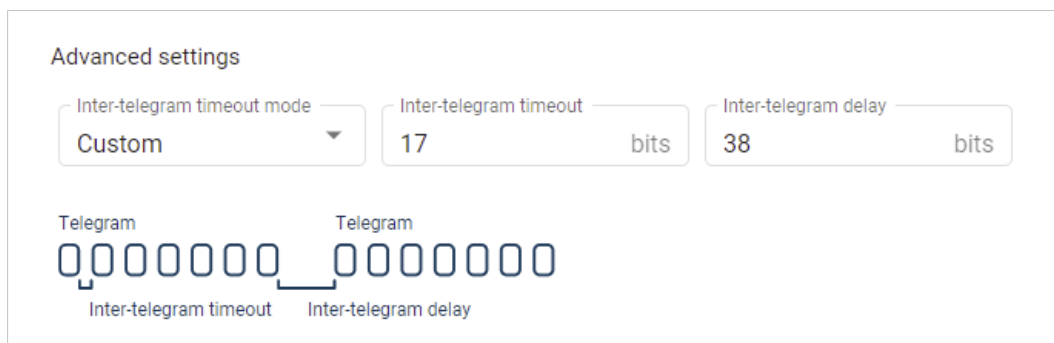 Advanced settings
Inter-telegram timeout mode Inter-telegram timeout Inter-telegram delay
Custom 17 bits 38 bits
Telegram Telegram
Inter-telegram timeout Inter-telegram delay